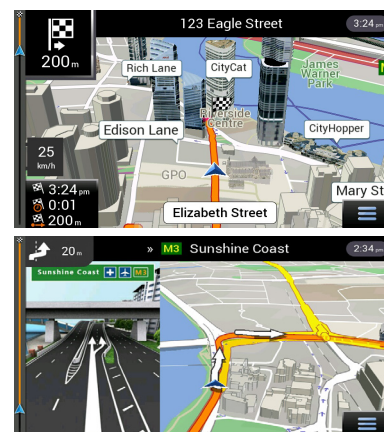 123 Eagle Street
3:24 pm
200 m
Rich Lane
CityCat
James
Warner
Park
Riverside
Centre
Edison Lane
CityHopper
25
km/h
GPO
3:24 pm
0:01
200 m
Mary St
Elizabeth Street
20 m
» M3 Sunshine Coast
2:34 pm
Sunshine Coast M3